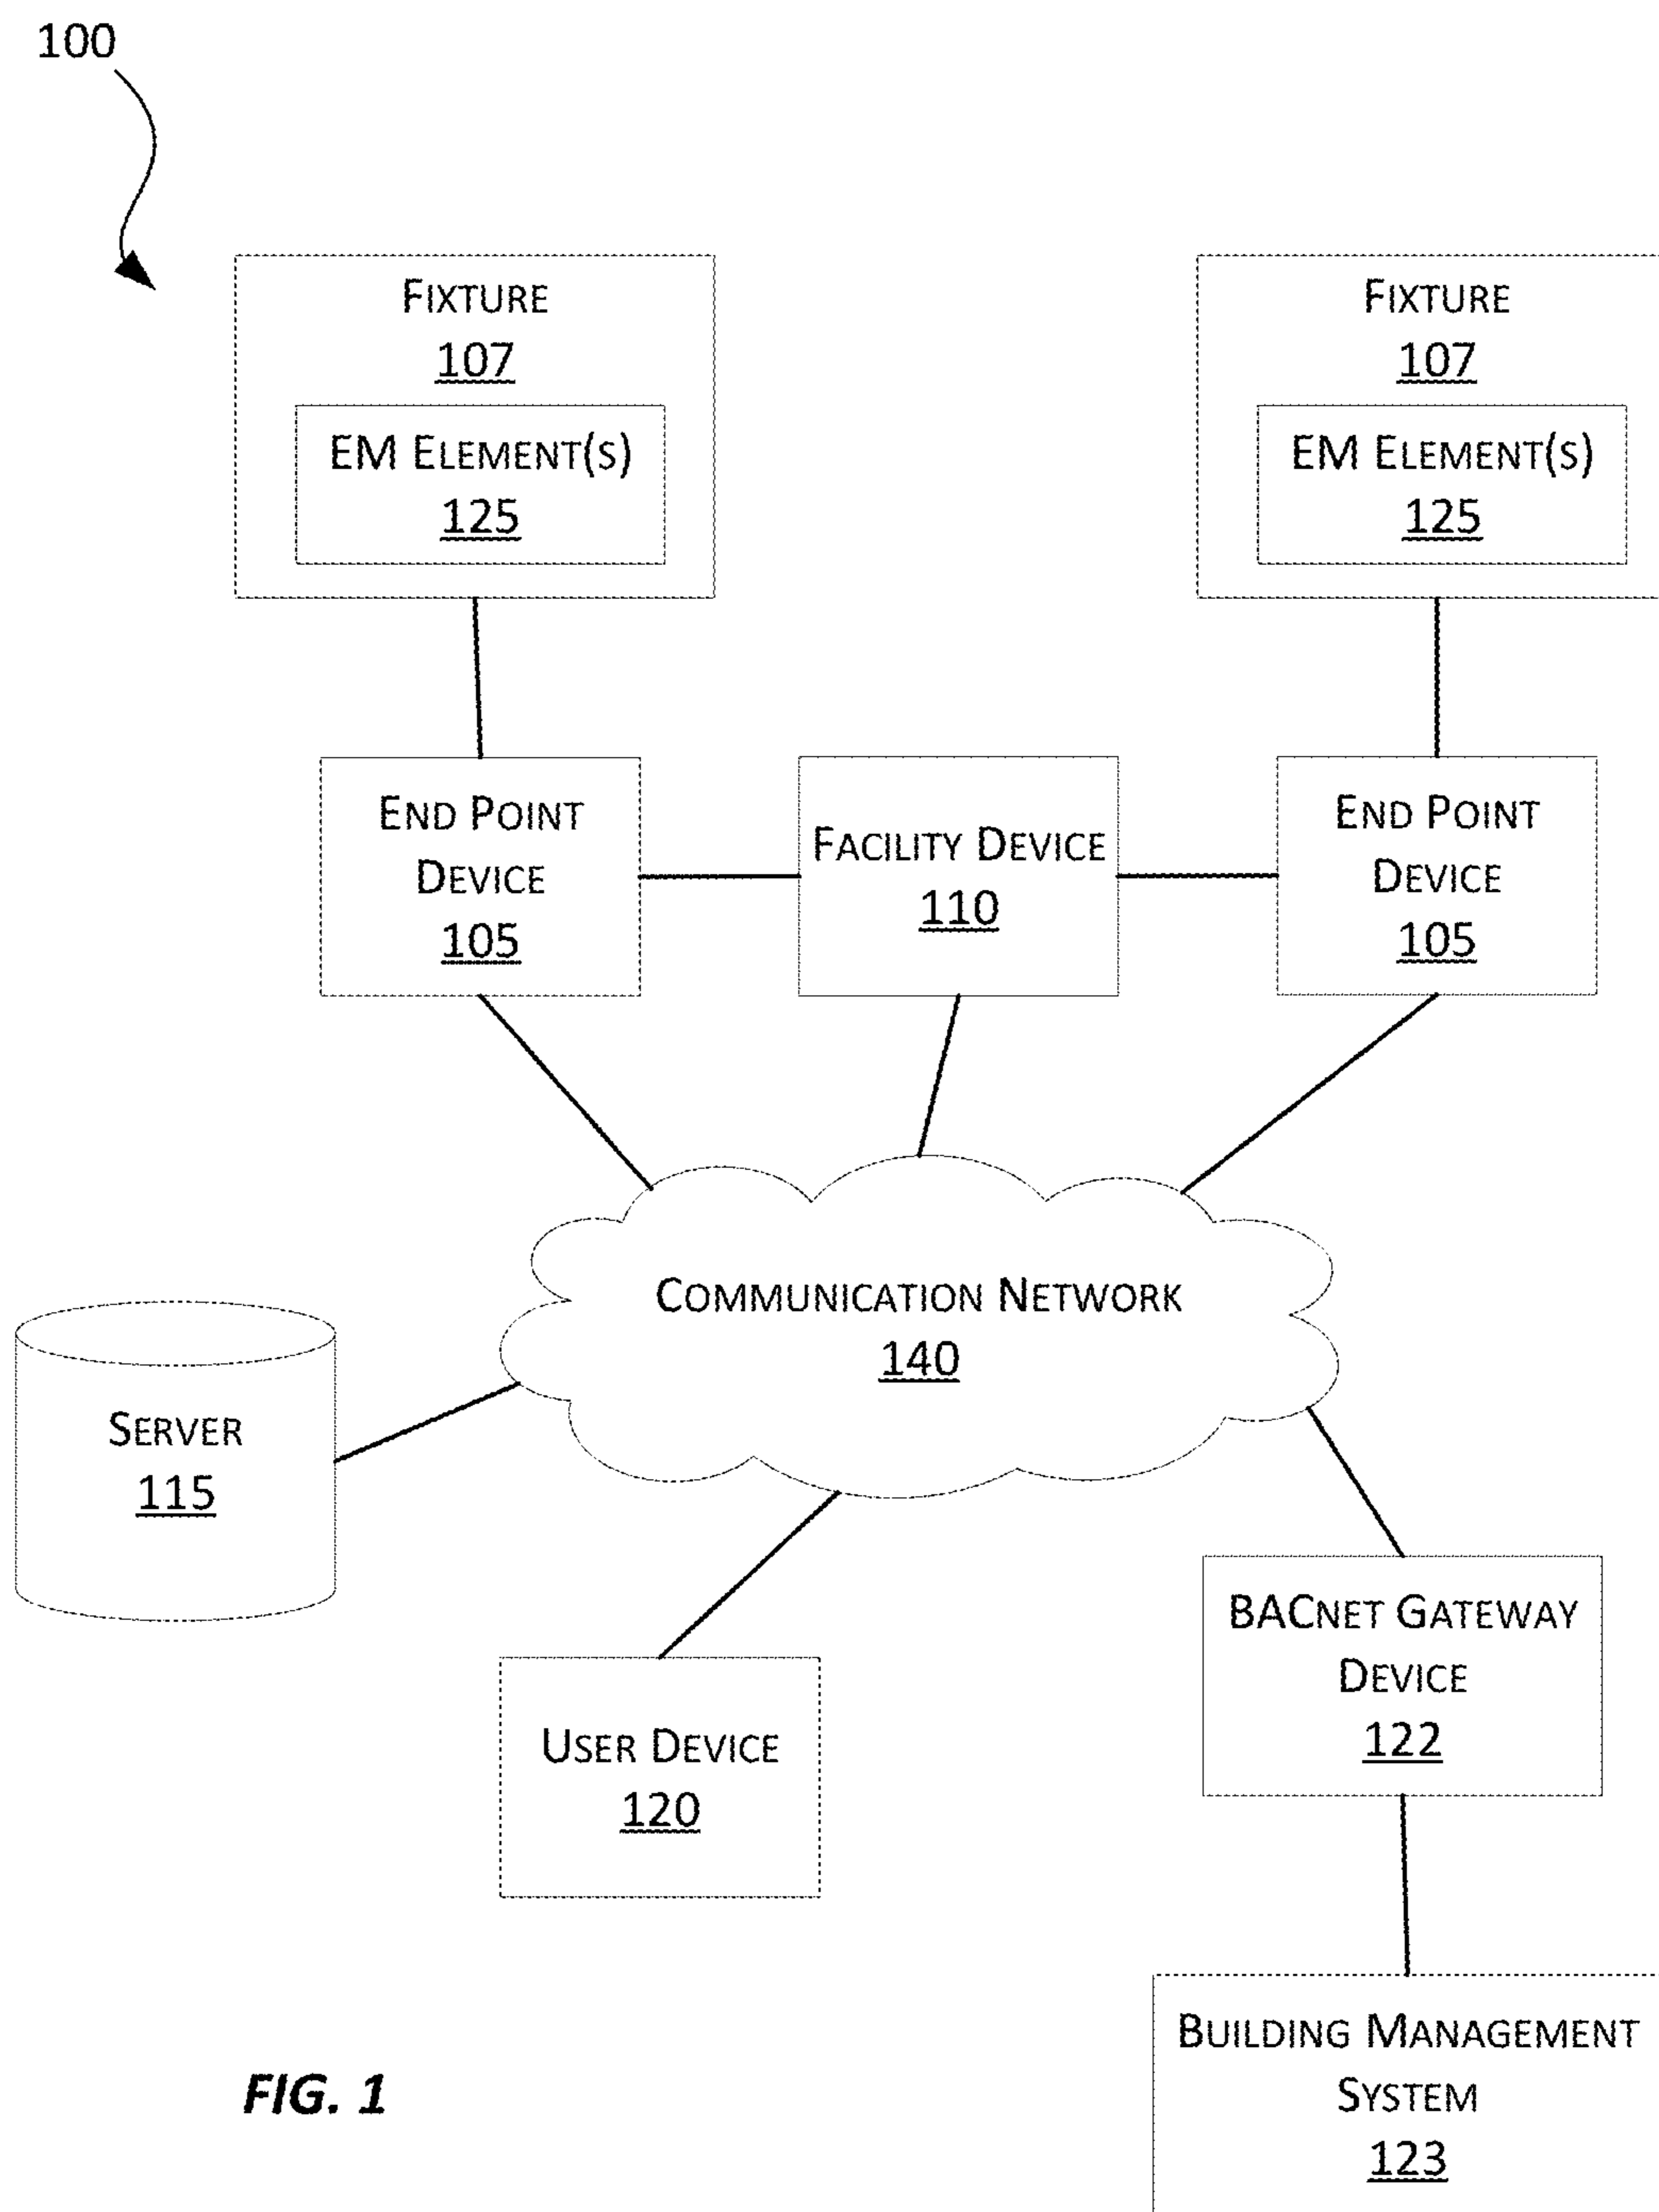 100
FIXTURE
107
EM ELEMENT(S)
125
FIXTURE
107
EM ELEMENT(S)
125
END POINT
DEVICE
105
FACILITY DEVICE
110
END POINT
DEVICE
105
COMMUNICATION NETWORK
140
SERVER
115
USER DEVICE
120
BACNET GATEWAY
DEVICE
122
BUILDING MANAGEMENT
SYSTEM
123
FIG. 1